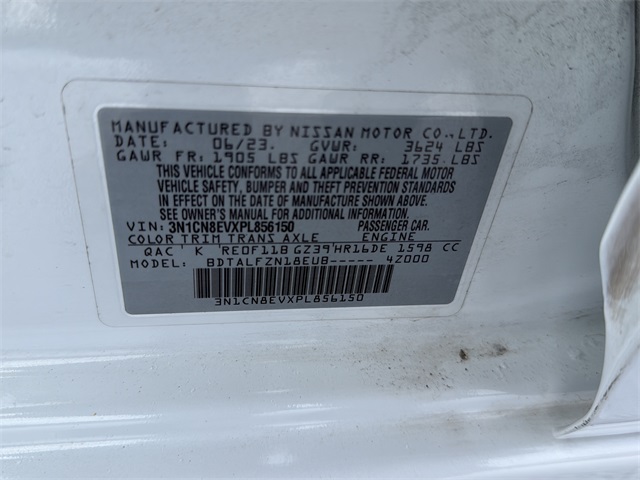 MANUFACTURED BY NISSAN MOTOR CO.,LTD.
DATE: 06/23. GVWR: 3624 LBS
GAWR FR: 1905 LBS GAWR RR: 1735 LBS
THIS VEHICLE CONFORMS TO ALL APPLICABLE FEDERAL MOTOR
VEHICLE SAFETY, BUMPER AND THEFT PREVENTION STANDARDS
IN EFFECT ON THE DATE OF MANUFACTURE SHOWN ABOVE.
SEE OWNER'S MANUAL FOR ADDITIONAL INFORMATION.
VIN: 3N1CN8EVXPL856150 PASSENGER CAR.
COLOR TRIM TRANS AXLE ENGINE
QAC K RE0F11B GZ39 HR16DE 1598 CC
MODEL: BDTALFZN18EUB----- 4Z000
3N1CN8EVXPL856150